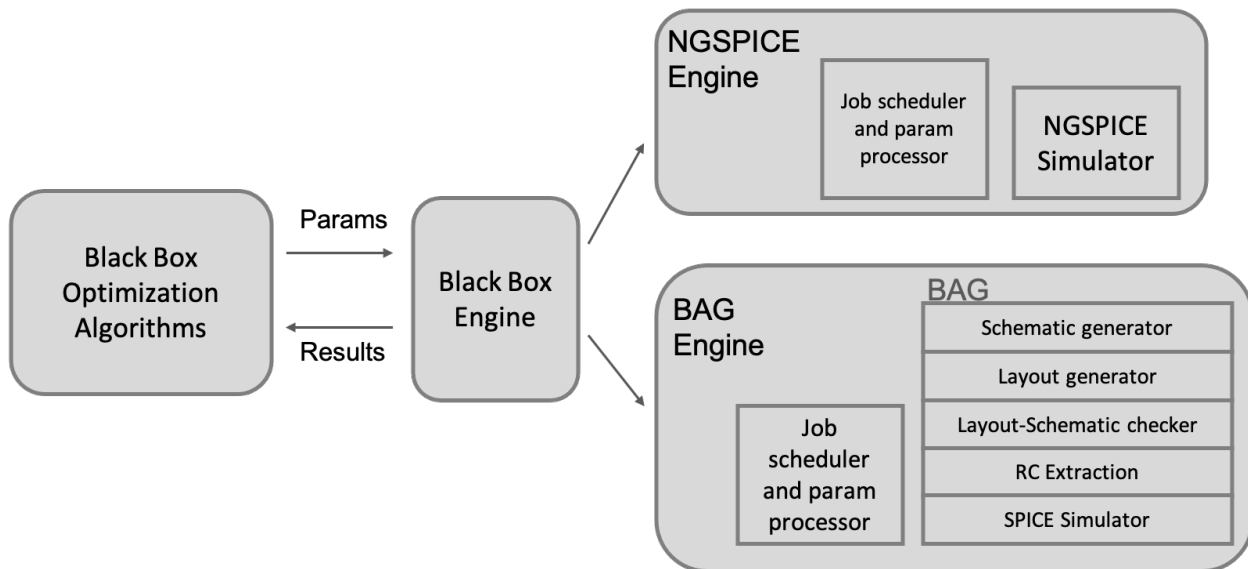 Black Box
Optimization
Algorithms
Params
Results
Black Box
Engine
NGSPICE
Engine
Job scheduler
and param
processor
NGSPICE
Simulator
BAG
Engine
Job
scheduler
and param
processor
BAG
Schematic generator
Layout generator
Layout-Schematic checker
RC Extraction
SPICE Simulator